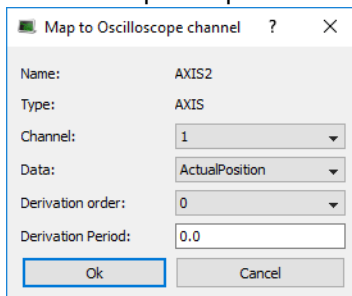 Map to Oscilloscope channel ? ×
Name: AXIS2
Type: AXIS
Channel: 1
Data: ActualPosition
Derivation order: 0
Derivation Period: 0.0
Ok Cancel